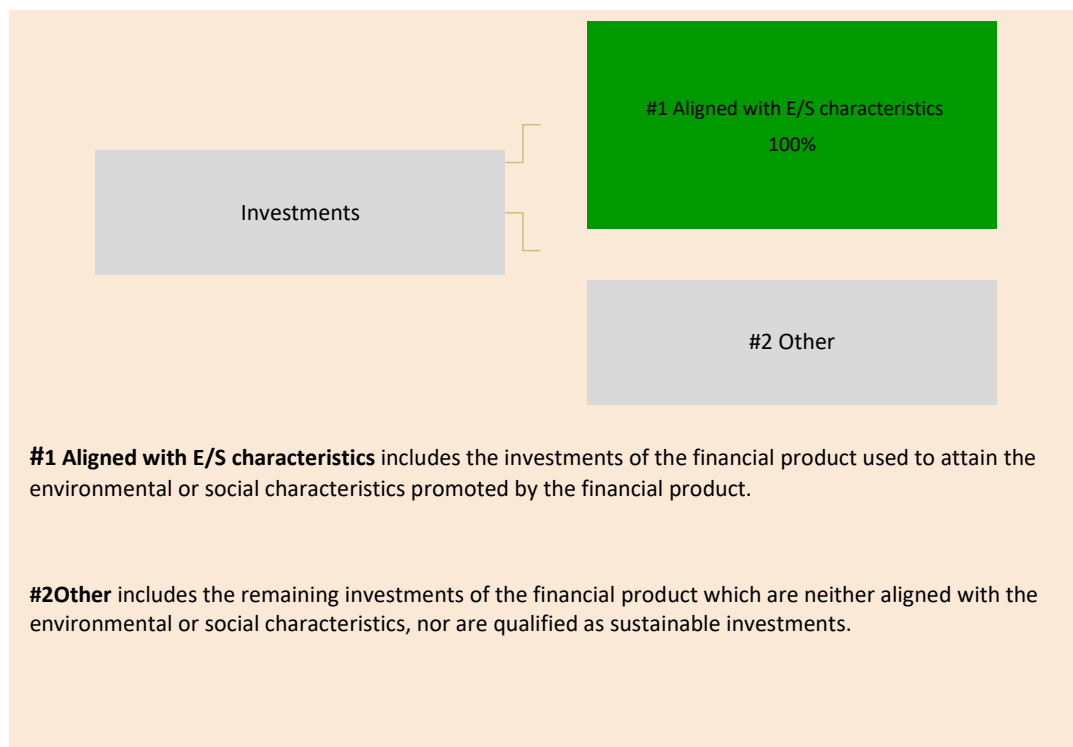 #1 Aligned with E/S characteristics
100%
Investments
#2 Other
#1 Aligned with E/S characteristics includes the investments of the financial product used to attain the
environmental or social characteristics promoted by the financial product.
#2Other includes the remaining investments of the financial product which are neither aligned with the
environmental or social characteristics, nor are qualified as sustainable investments.